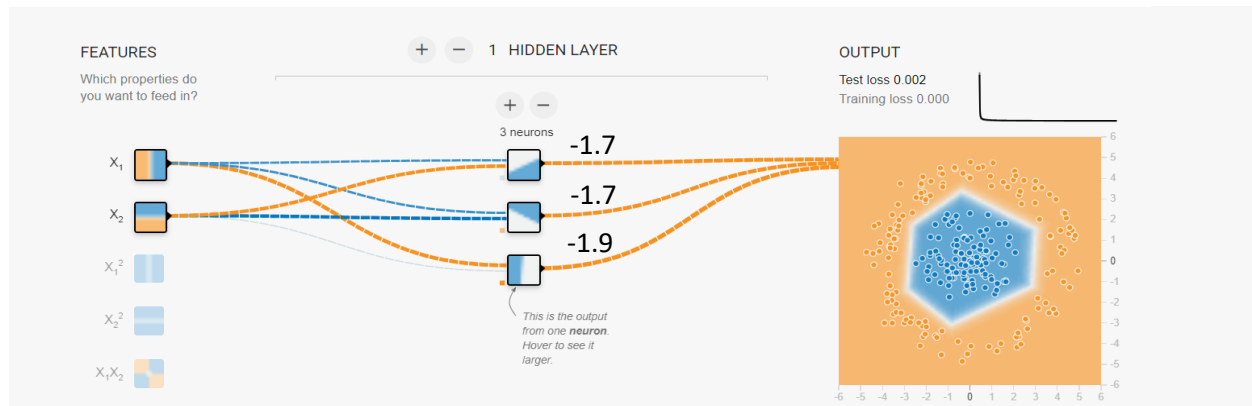 FEATURES
Which properties do
you want to feed in?
X1
X2
X1²
X2²
X1X2
+ − 1 HIDDEN LAYER
+ −
3 neurons
-1.7
-1.7
-1.9
This is the output
from one neuron.
Hover to see it
larger.
OUTPUT
Test loss 0.002
Training loss 0.000
6
5
4
3
2
1
0
-1
-2
-3
-4
-5
-6
-6 -5 -4 -3 -2 -1 0 1 2 3 4 5 6